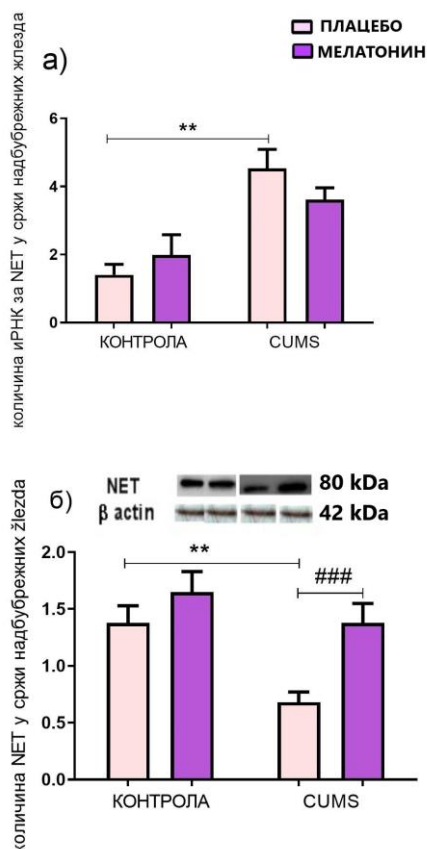 ПЛАЦЕБО
МЕЛАТОНИН
а)
количина иРНК за NET у сржи надбубрежних жлезда
6
**
4
2
0
КОНТРОЛА CUMS
б)
NET 80 kDa
β actin 42 kDa
количина NET у сржи надбубрежних žlezda
2.0
**
###
1.5
1.0
0.5
0.0
КОНТРОЛА CUMS